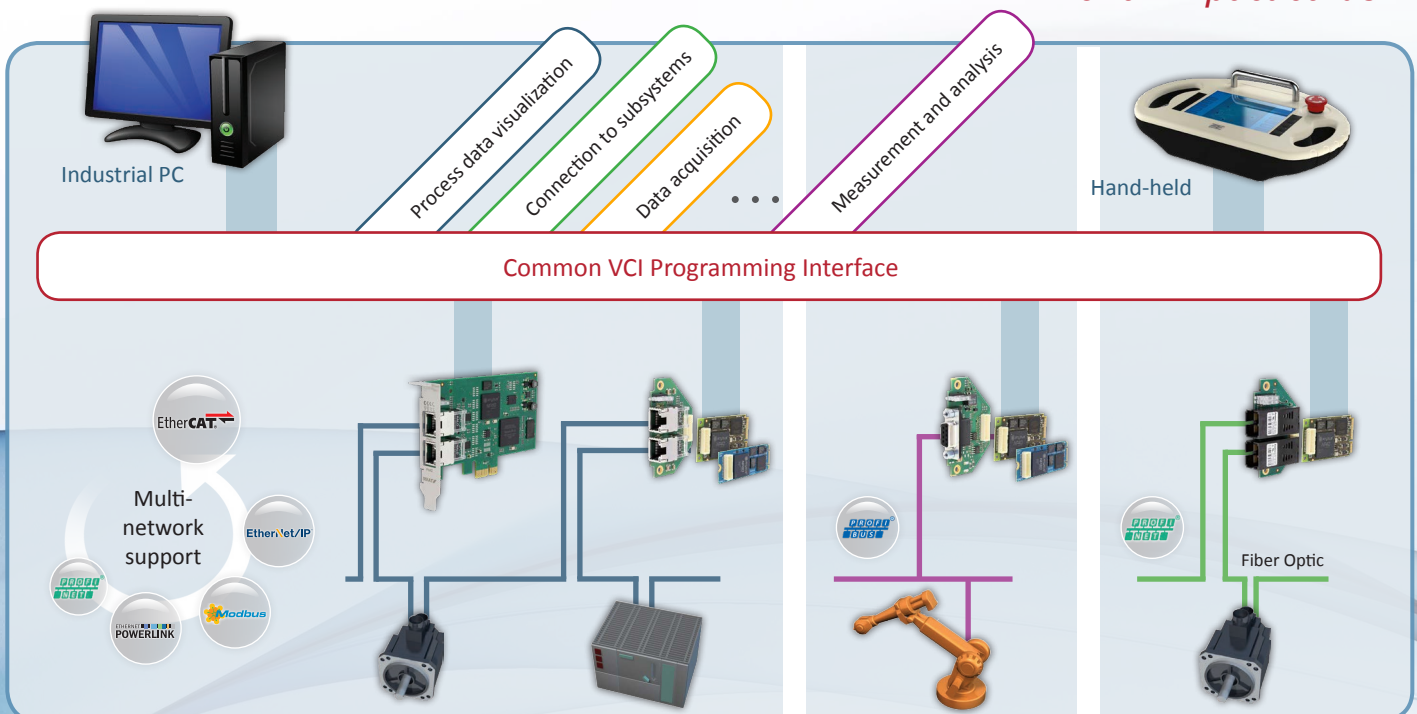 Industrial PC
Process data visualization
Connection to subsystems
Data acquisition
...
Measurement and analysis
Hand-held
Common VCI Programming Interface
EtherCAT®
Multi-
network
support
EtherNet/IP
PROFI
NET
ETHERNET
POWERLINK
Modbus
PROFI
BUS
PROFI
NET
Fiber Optic